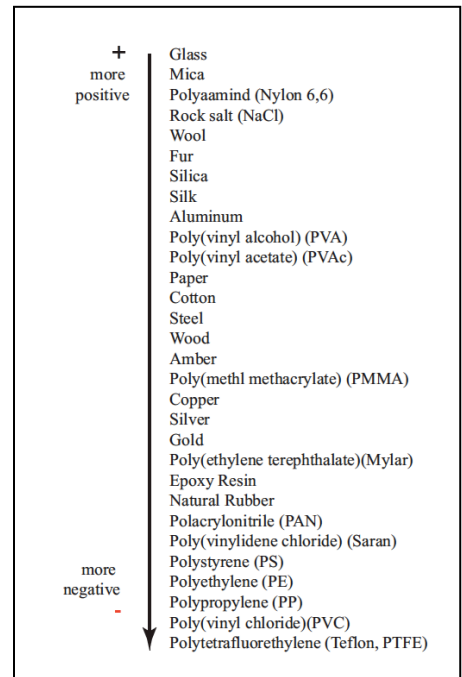 +
more
positive
Glass
Mica
Polyaamind (Nylon 6,6)
Rock salt (NaCl)
Wool
Fur
Silica
Silk
Aluminum
Poly(vinyl alcohol) (PVA)
Poly(vinyl acetate) (PVAc)
Paper
Cotton
Steel
Wood
Amber
Poly(methl methacrylate) (PMMA)
Copper
Silver
Gold
Poly(ethylene terephthalate)(Mylar)
Epoxy Resin
Natural Rubber
Polacrylonitrile (PAN)
Poly(vinylidene chloride) (Saran)
Polystyrene (PS)
Polyethylene (PE)
Polypropylene (PP)
Poly(vinyl chloride)(PVC)
Polytetrafluorethylene (Teflon, PTFE)
more
negative
-